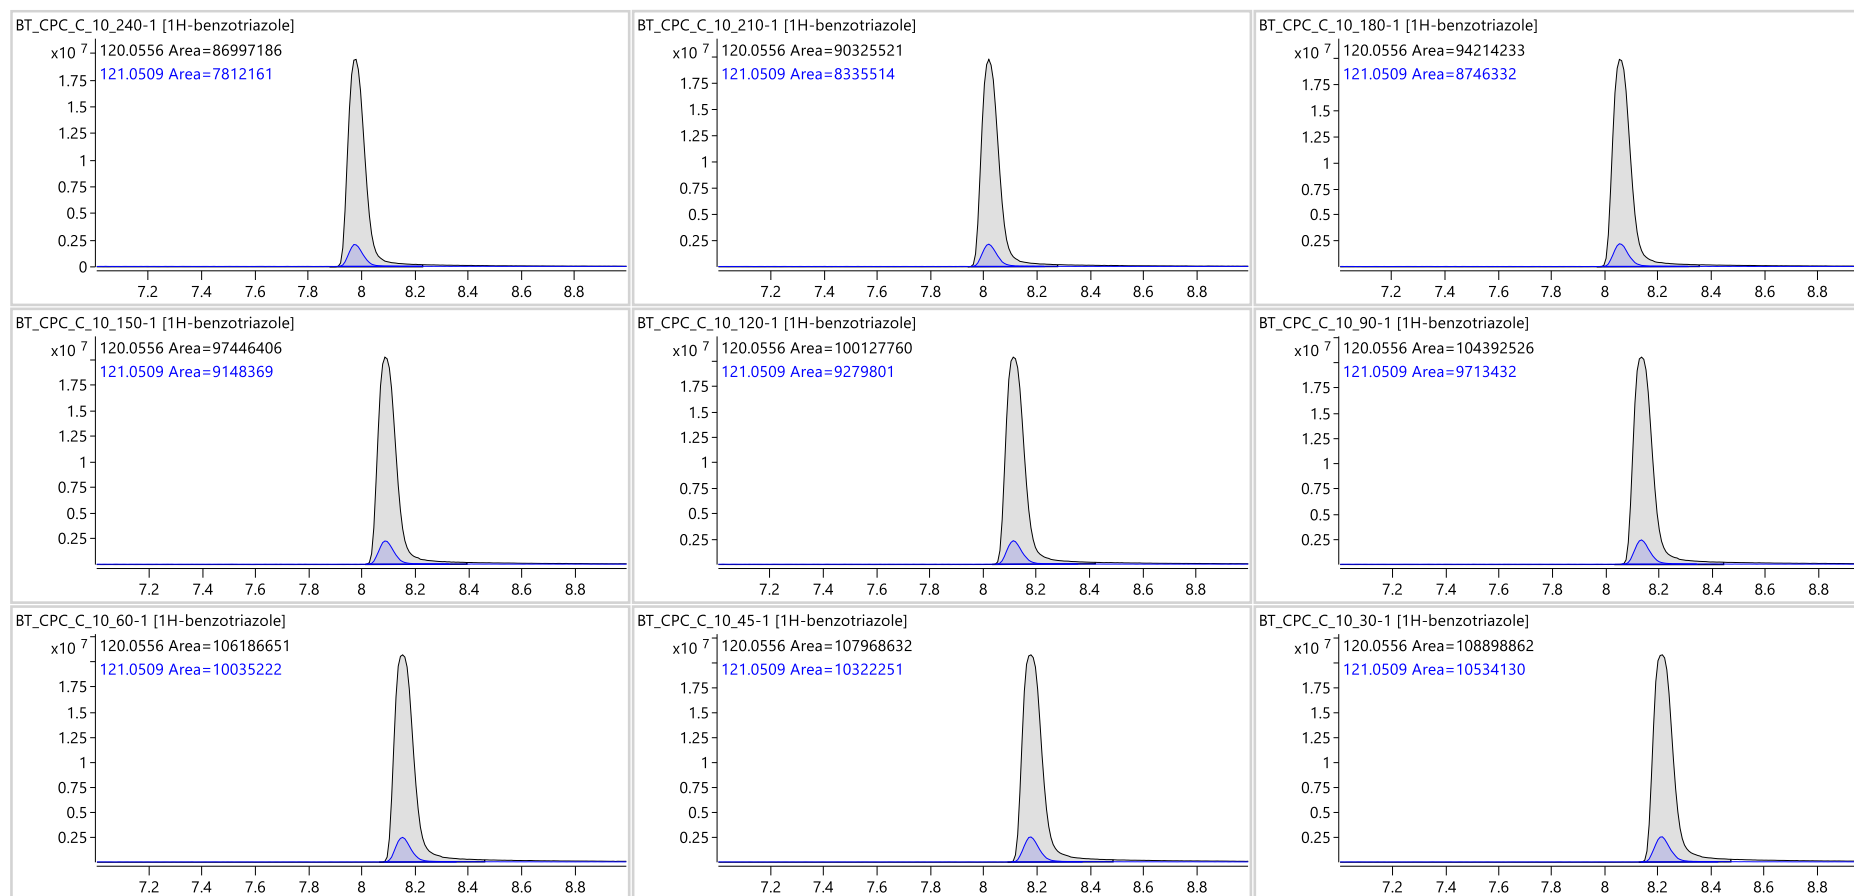 BT_CPC_C_10_240-1 [1H-benzotriazole]
x10 7
120.0556 Area=86997186
121.0509 Area=7812161
1.75
1.5
1.25
1
0.75
0.5
0.25
0
7.2 7.4 7.6 7.8 8 8.2 8.4 8.6 8.8
BT_CPC_C_10_210-1 [1H-benzotriazole]
x10 7
120.0556 Area=90325521
121.0509 Area=8335514
1.75
1.5
1.25
1
0.75
0.5
0.25
7.2 7.4 7.6 7.8 8 8.2 8.4 8.6 8.8
BT_CPC_C_10_180-1 [1H-benzotriazole]
x10 7
120.0556 Area=94214233
121.0509 Area=8746332
1.75
1.5
1.25
1
0.75
0.5
0.25
7.2 7.4 7.6 7.8 8 8.2 8.4 8.6 8.8
BT_CPC_C_10_150-1 [1H-benzotriazole]
x10 7
120.0556 Area=97446406
121.0509 Area=9148369
1.75
1.5
1.25
1
0.75
0.5
0.25
7.2 7.4 7.6 7.8 8 8.2 8.4 8.6 8.8
BT_CPC_C_10_120-1 [1H-benzotriazole]
x10 7
120.0556 Area=100127760
121.0509 Area=9279801
1.75
1.5
1.25
1
0.75
0.5
0.25
7.2 7.4 7.6 7.8 8 8.2 8.4 8.6 8.8
BT_CPC_C_10_90-1 [1H-benzotriazole]
x10 7
120.0556 Area=104392526
121.0509 Area=9713432
1.75
1.5
1.25
1
0.75
0.5
0.25
7.2 7.4 7.6 7.8 8 8.2 8.4 8.6 8.8
BT_CPC_C_10_60-1 [1H-benzotriazole]
x10 7
120.0556 Area=106186651
121.0509 Area=10035222
1.75
1.5
1.25
1
0.75
0.5
0.25
7.2 7.4 7.6 7.8 8 8.2 8.4 8.6 8.8
BT_CPC_C_10_45-1 [1H-benzotriazole]
x10 7
120.0556 Area=107968632
121.0509 Area=10322251
1.75
1.5
1.25
1
0.75
0.5
0.25
7.2 7.4 7.6 7.8 8 8.2 8.4 8.6 8.8
BT_CPC_C_10_30-1 [1H-benzotriazole]
x10 7
120.0556 Area=108898862
121.0509 Area=10534130
1.75
1.5
1.25
1
0.75
0.5
0.25
7.2 7.4 7.6 7.8 8 8.2 8.4 8.6 8.8